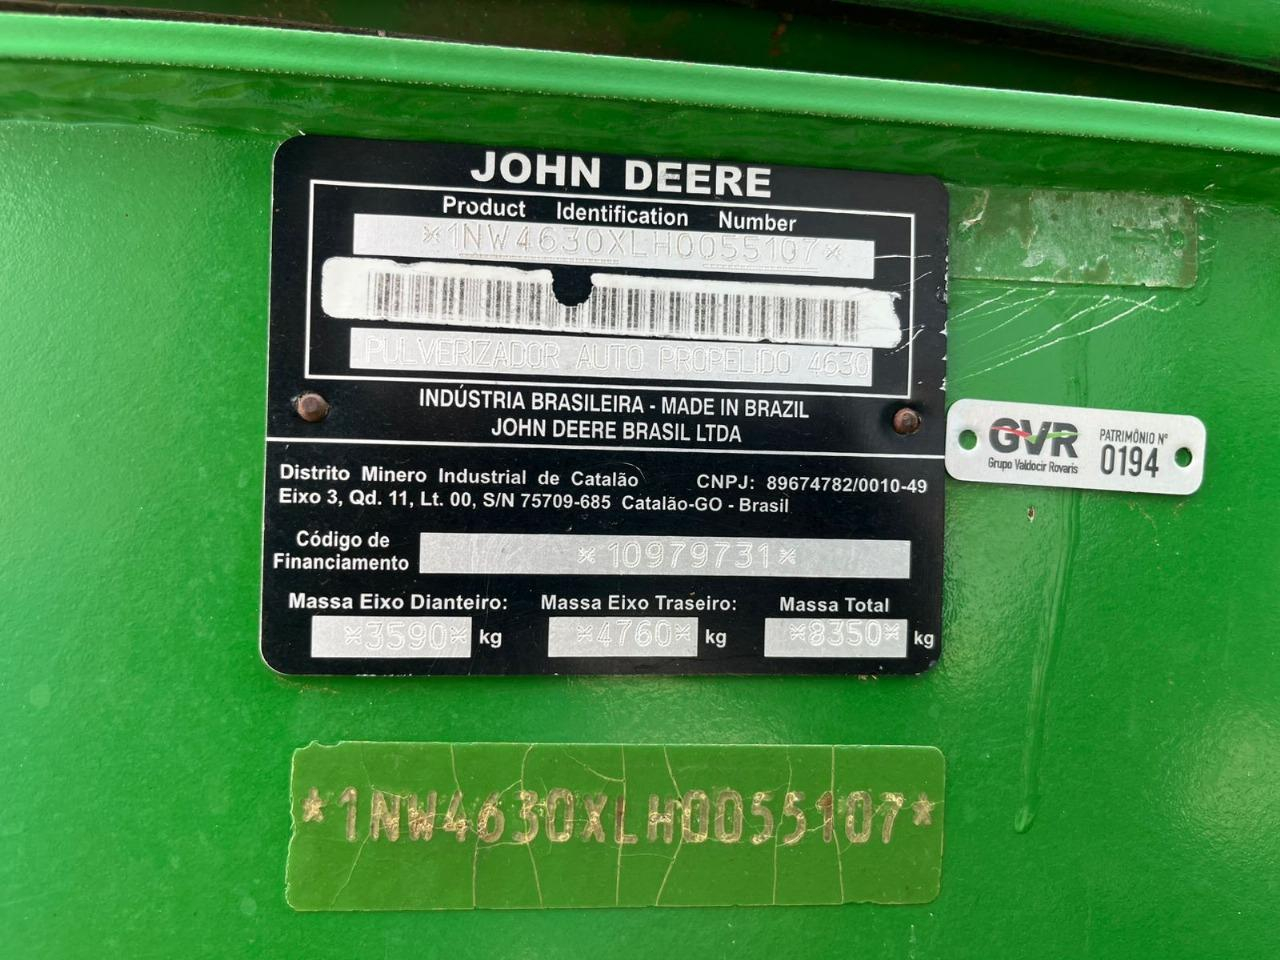 JOHN DEERE
Product Identification Number
*1NW4630XLH0055107*
PULVERIZADOR AUTO PROPELIDO 4630
INDÚSTRIA BRASILEIRA - MADE IN BRAZIL
JOHN DEERE BRASIL LTDA
Distrito Minero Industrial de Catalão CNPJ: 89674782/0010-49
Eixo 3, Qd. 11, Lt. 00, S/N 75709-685 Catalão-GO - Brasil
Código de
Financiamento
*10979731*
Massa Eixo Dianteiro: Massa Eixo Traseiro: Massa Total
*3590* kg *4760* kg *8350* kg
GVR
Grupo Valdocir Rovaris
PATRIMÔNIO Nº
0194
*1NW4630XLH0055107*